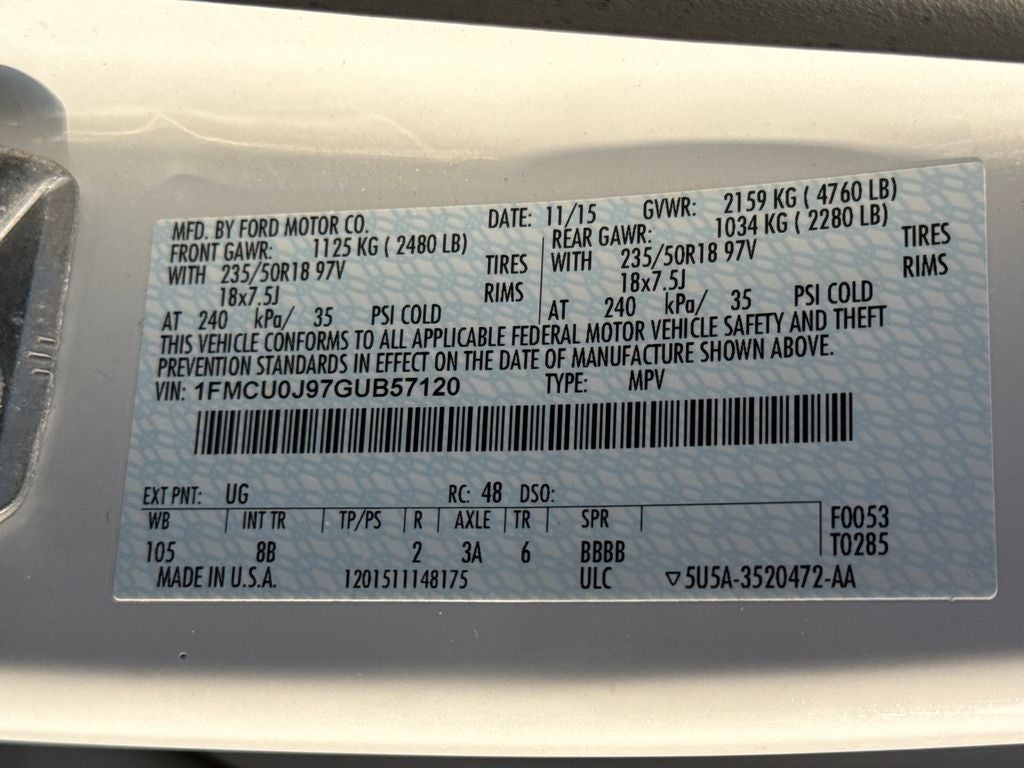 MFD. BY FORD MOTOR CO. DATE: 11/15 GVWR: 2159 KG ( 4760 LB)
FRONT GAWR: 1125 KG ( 2480 LB) REAR GAWR: 1034 KG ( 2280 LB)
WITH 235/50R18 97V TIRES WITH 235/50R18 97V TIRES
18x7.5J RIMS 18x7.5J RIMS
AT 240 kPa/ 35 PSI COLD AT 240 kPa/ 35 PSI COLD
THIS VEHICLE CONFORMS TO ALL APPLICABLE FEDERAL MOTOR VEHICLE SAFETY AND THEFT
PREVENTION STANDARDS IN EFFECT ON THE DATE OF MANUFACTURE SHOWN ABOVE.
VIN: 1FMCU0J97GUB57120 TYPE: MPV
EXT PNT: UG RC: 48 DSO:
WB INT TR TP/PS R AXLE TR SPR F0053
105 8B 2 3A 6 BBBB T0285
MADE IN U.S.A. 1201511148175 ULC ▽5U5A-3520472-AA